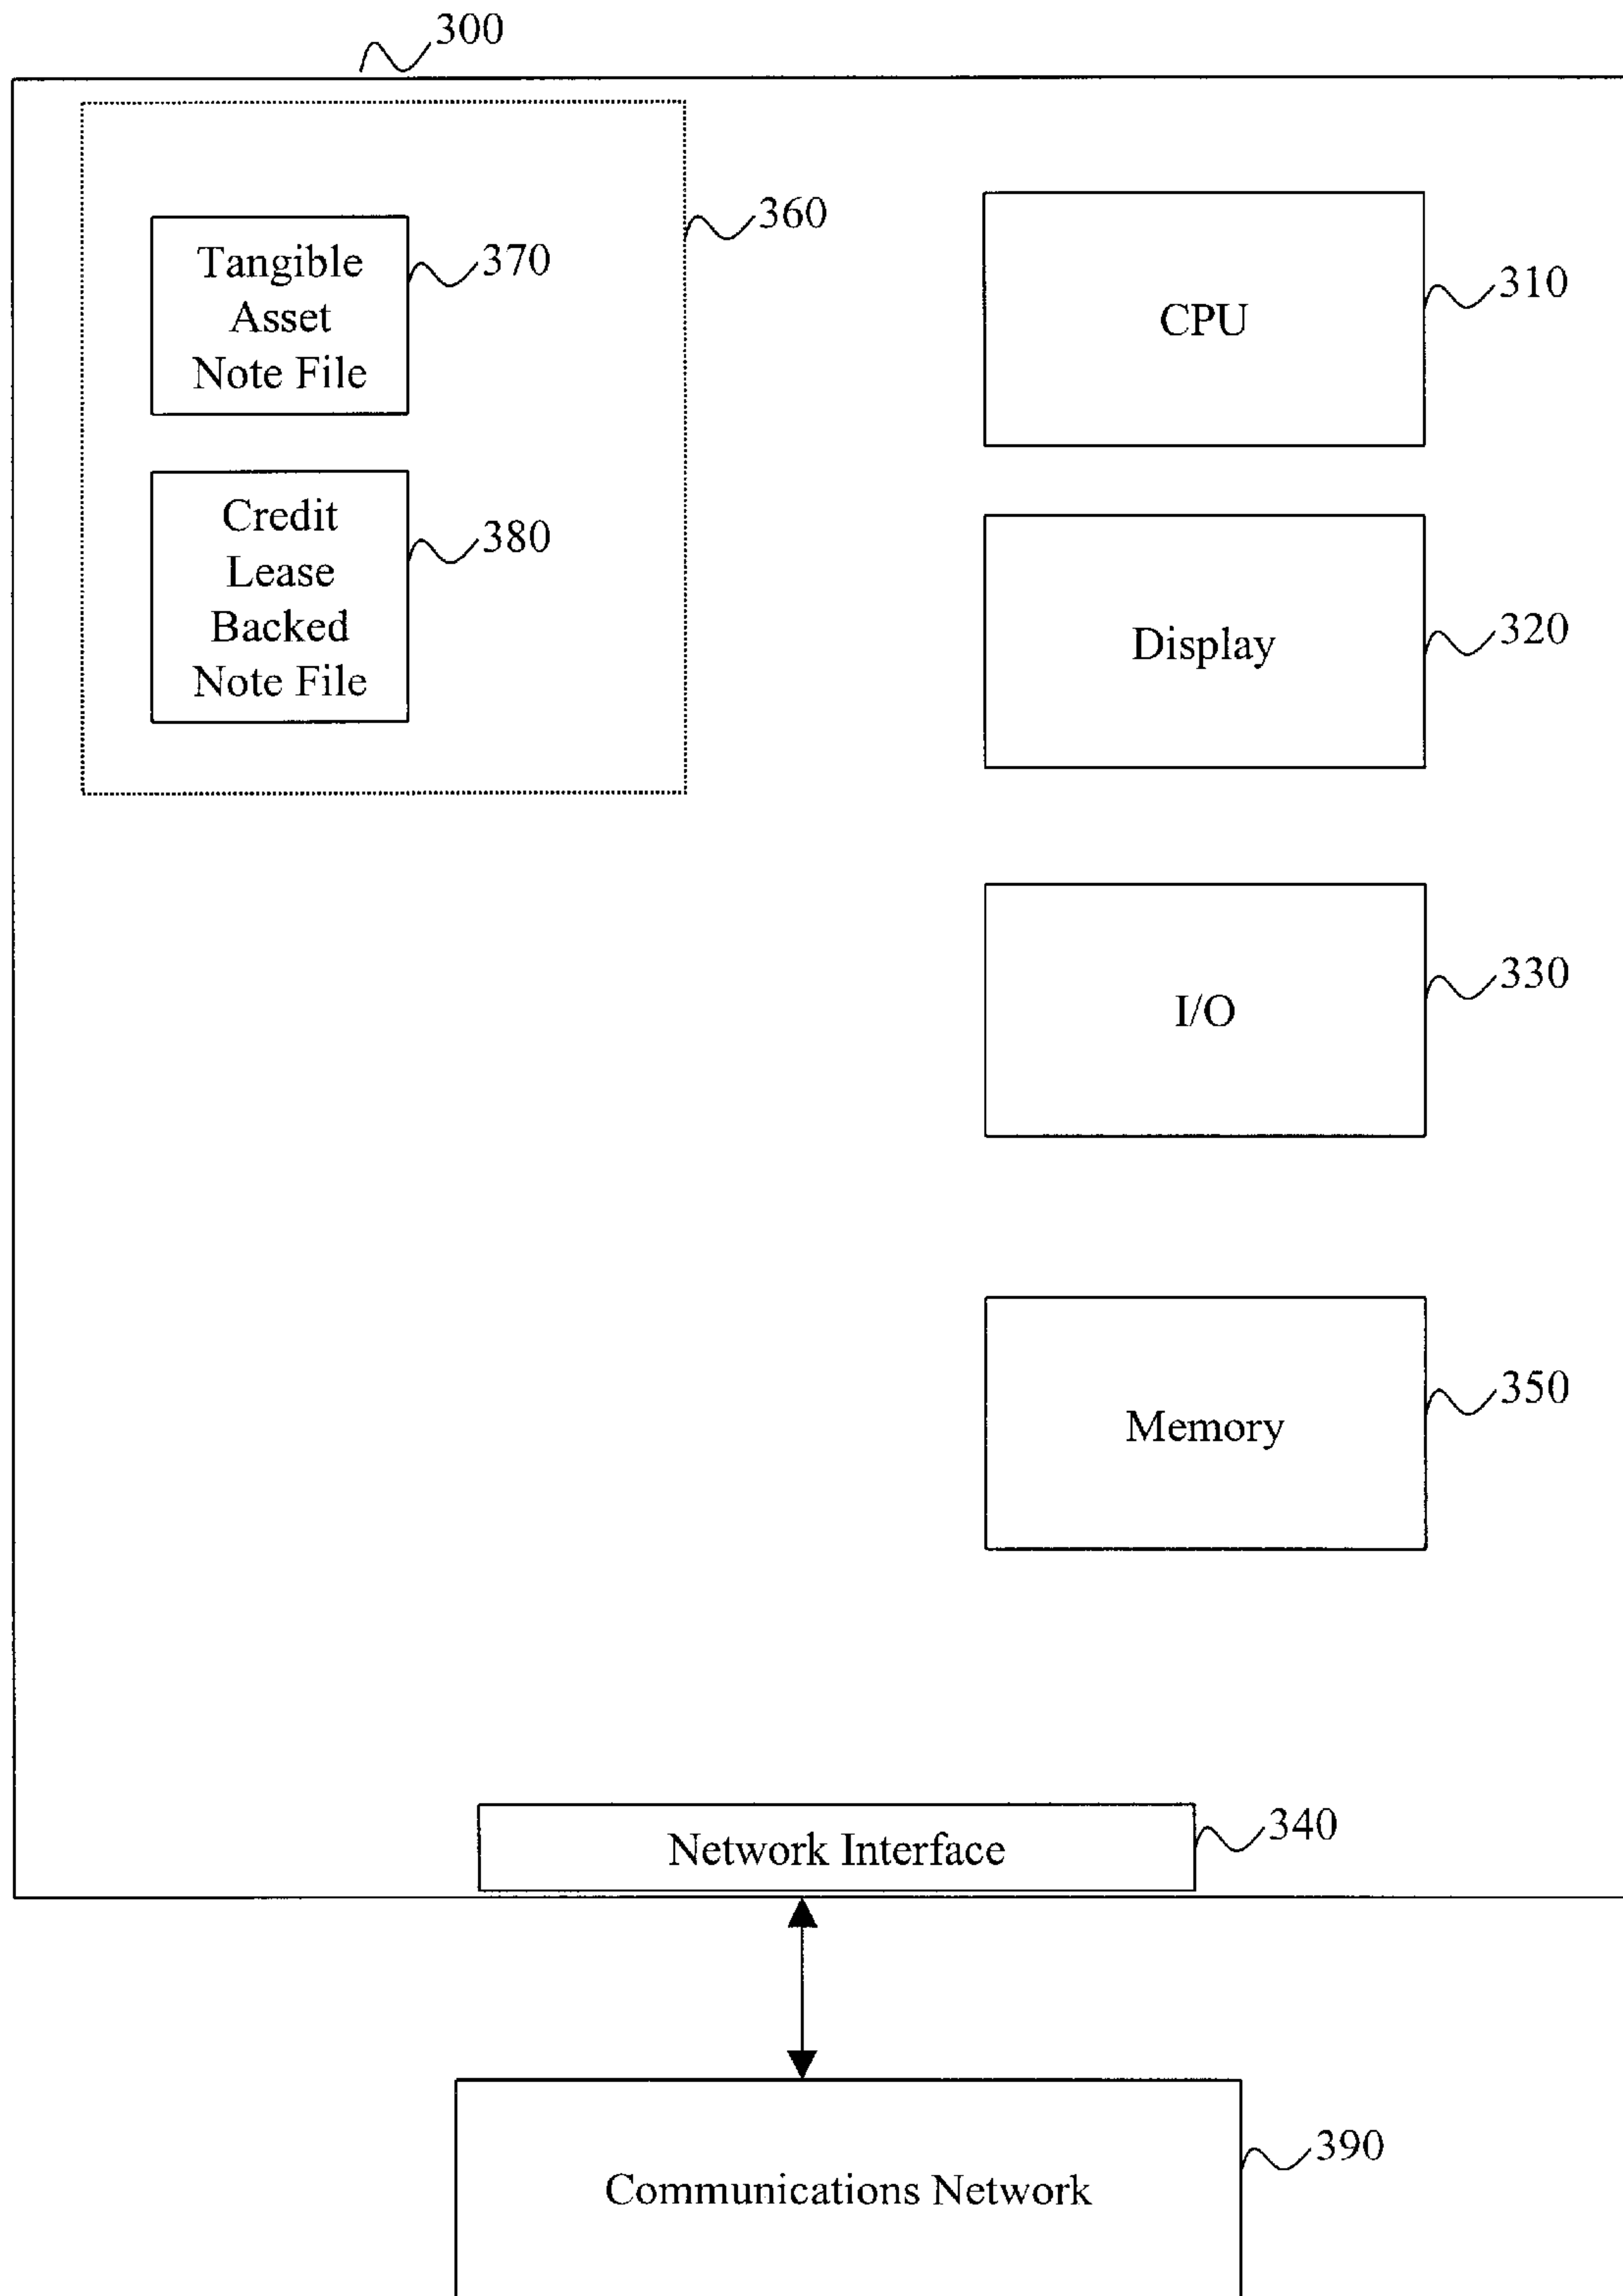 300
360
Tangible
Asset
Note File
370
Credit
Lease
Backed
Note File
380
CPU
310
Display
320
I/O
330
Memory
350
Network Interface
340
Communications Network
390